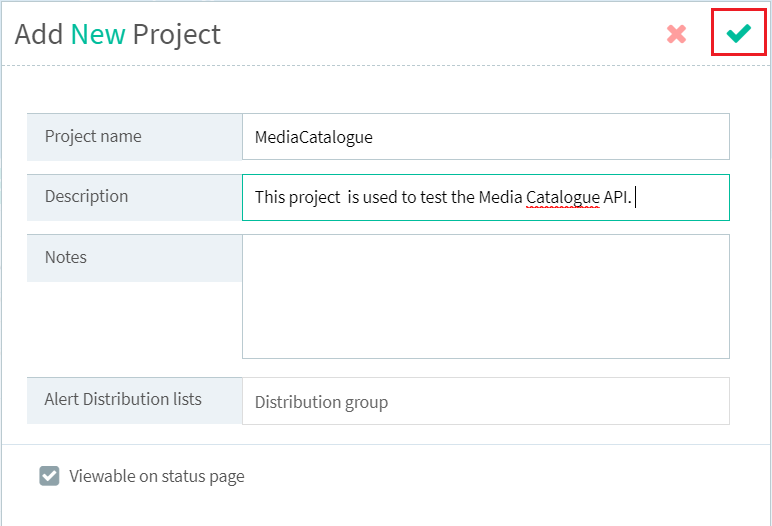 Add New Project
Project name
MediaCatalogue
Description
This project  is used to test the Media Catalogue API.
Notes
Alert Distribution lists
Distribution group
Viewable on status page